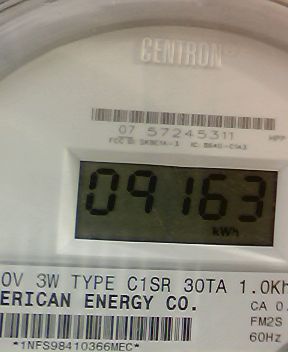 CENTRON
07 57245311
09163
kWh
0V 3W TYPE C1SR 30TA 1.0Kh
ERICAN ENERGY CO.
CA 0.
FM2S
60Hz
*1NFS98410366MEC*